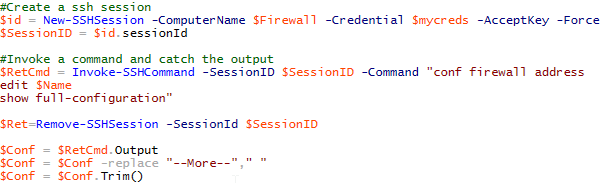 #Create a ssh session
$id = New-SSHSession -ComputerName $Firewall -Credential $mycreds -AcceptKey -Force
$SessionID = $id.sessionId
#Invoke a command and catch the output
$RetCmd = Invoke-SSHCommand -SessionID $SessionID -Command "conf firewall address
edit $Name
show full-configuration"
$Ret=Remove-SSHSession -SessionId $SessionID
$Conf = $RetCmd.Output
$Conf = $Conf -replace "--More--"," "
$Conf = $Conf.Trim()